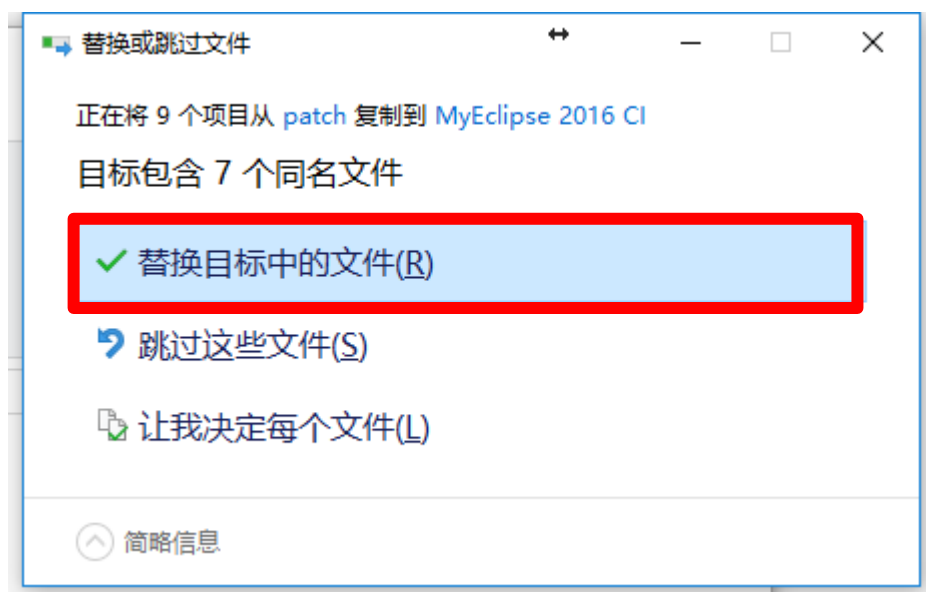 替换或跳过文件
正在将 9 个项目从 patch 复制到 MyEclipse 2016 CI
目标包含 7 个同名文件
替换目标中的文件(R)
跳过这些文件(S)
让我决定每个文件(L)
简略信息